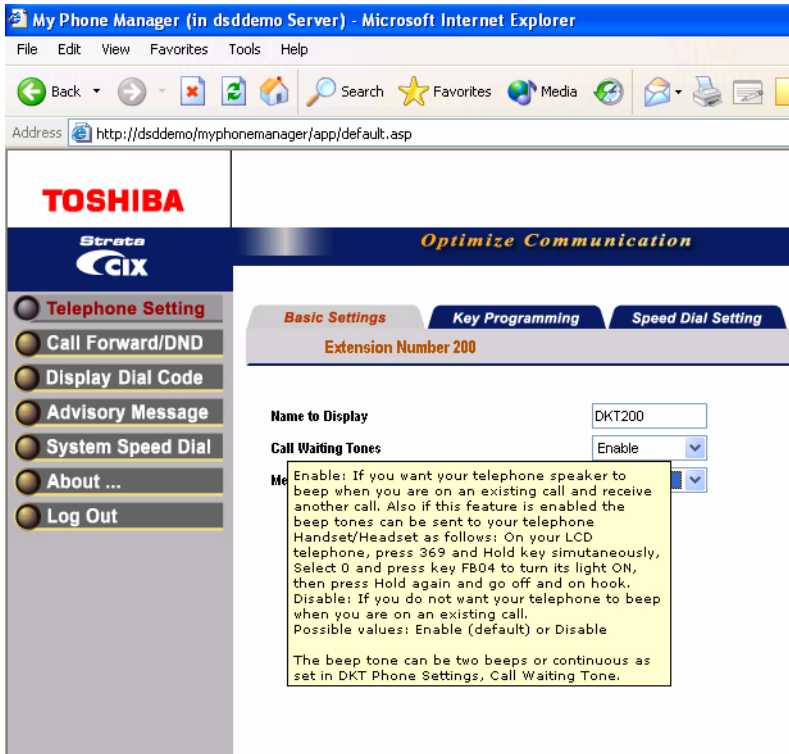 My Phone Manager (in dsddemo Server) - Microsoft Internet Explorer
File Edit View Favorites Tools Help
Back Search Favorites Media
Address http://dsddemo/myphonemanager/app/default.asp
TOSHIBA
Strata
CIX
Optimize Communication
Telephone Setting
Call Forward/DND
Display Dial Code
Advisory Message
System Speed Dial
About ...
Log Out
Basic Settings Key Programming Speed Dial Setting
Extension Number 200
Name to Display DKT200
Call Waiting Tones Enable
Me
Enable: If you want your telephone speaker to
beep when you are on an existing call and receive
another call. Also if this feature is enabled the
beep tones can be sent to your telephone
Handset/Headset as follows: On your LCD
telephone, press 369 and Hold key simutaneously,
Select 0 and press key FB04 to turn its light ON,
then press Hold again and go off and on hook.
Disable: If you do not want your telephone to beep
when you are on an existing call.
Possible values: Enable (default) or Disable
The beep tone can be two beeps or continuous as
set in DKT Phone Settings, Call Waiting Tone.